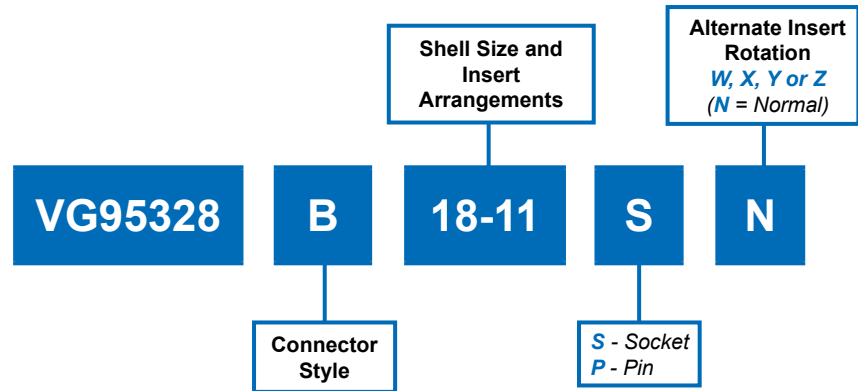 Shell Size and
Insert
Arrangements
Alternate Insert
Rotation
W, X, Y or Z
(N = Normal)
VG95328 B 18-11 S N
Connector
Style
S - Socket
P - Pin